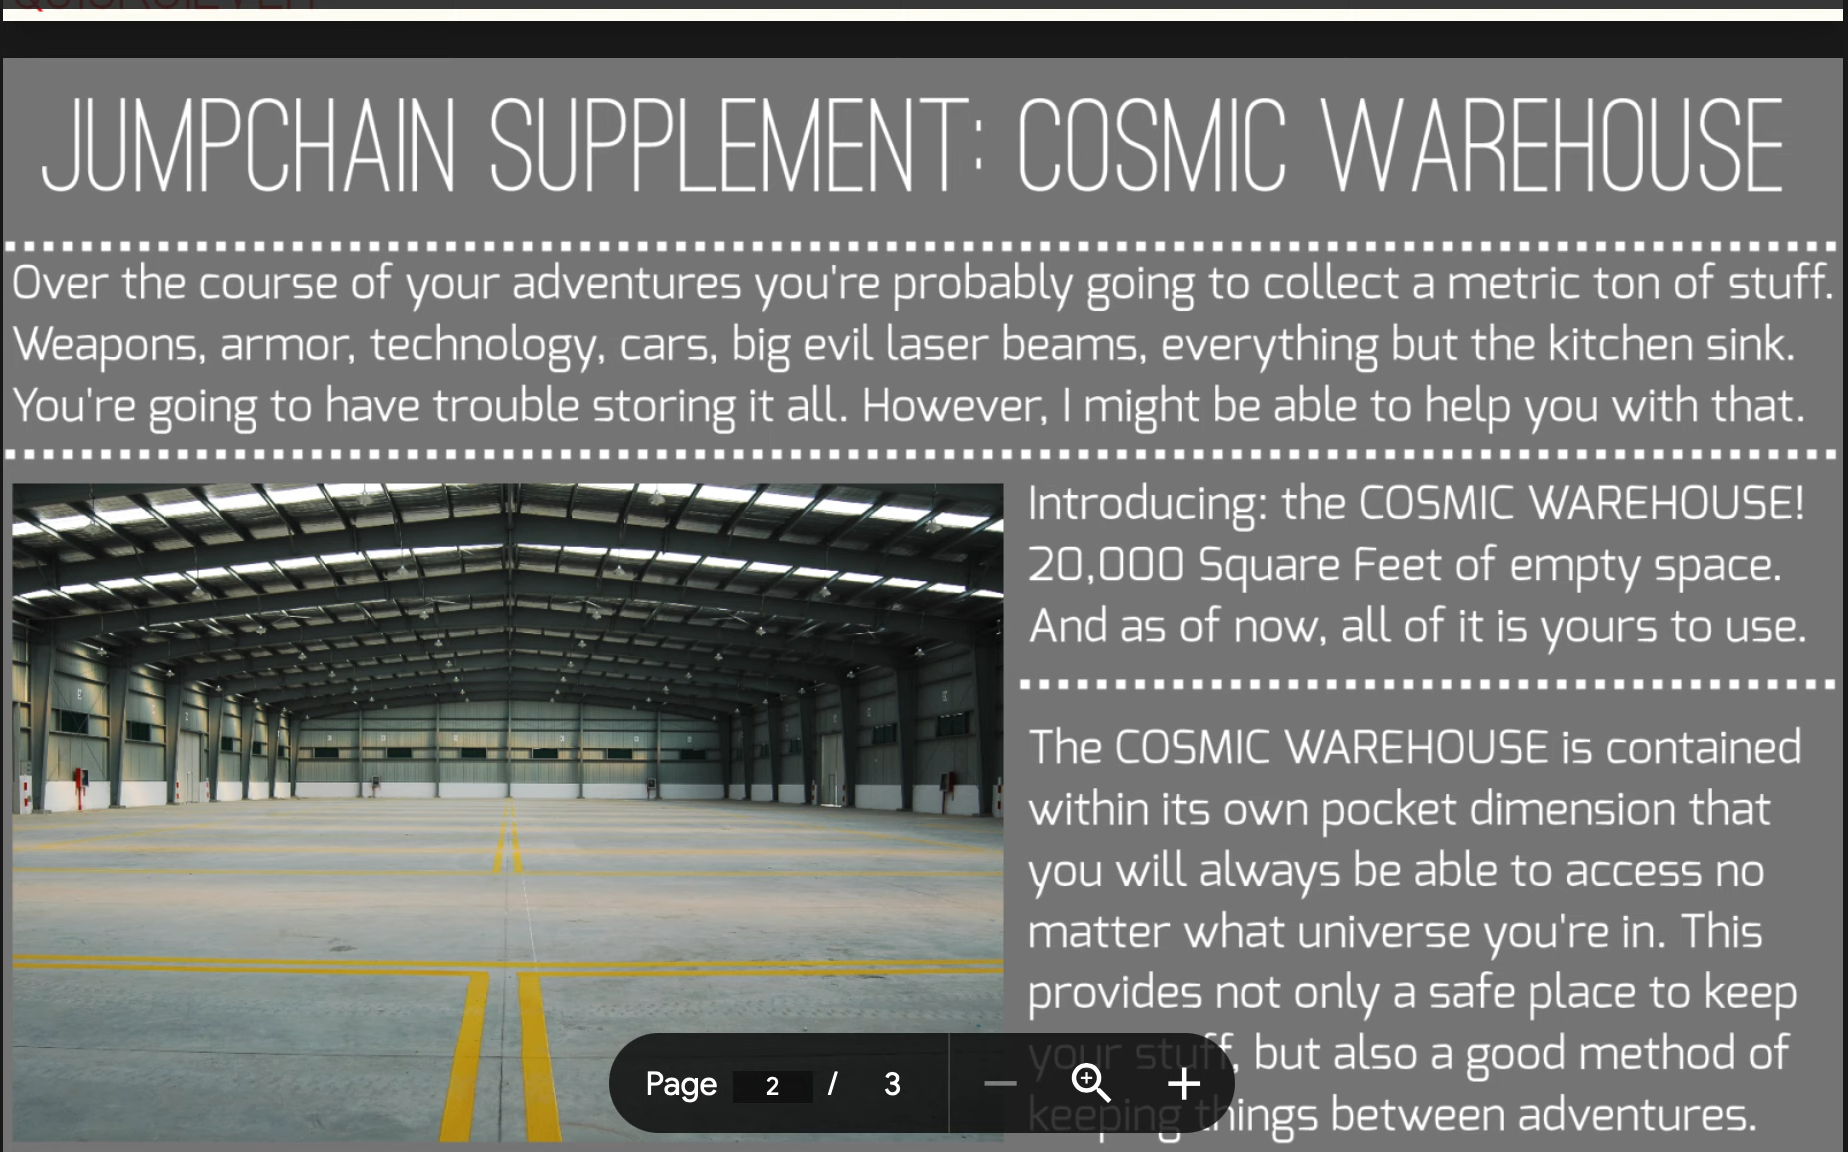 JUMPCHAIN SUPPLEMENT: COSMIC WAREHOUSE
Over the course of your adventures you're probably going to collect a metric ton of stuff.
Weapons, armor, technology, cars, big evil laser beams, everything but the kitchen sink.
You're going to have trouble storing it all. However, I might be able to help you with that.
Introducing: the COSMIC WAREHOUSE!
20,000 Square Feet of empty space.
And as of now, all of it is yours to use.
The COSMIC WAREHOUSE is contained
within its own pocket dimension that
you will always be able to access no
matter what universe you're in. This
provides not only a safe place to keep
your stuff, but also a good method of
keeping things between adventures.
Page 2 / 3